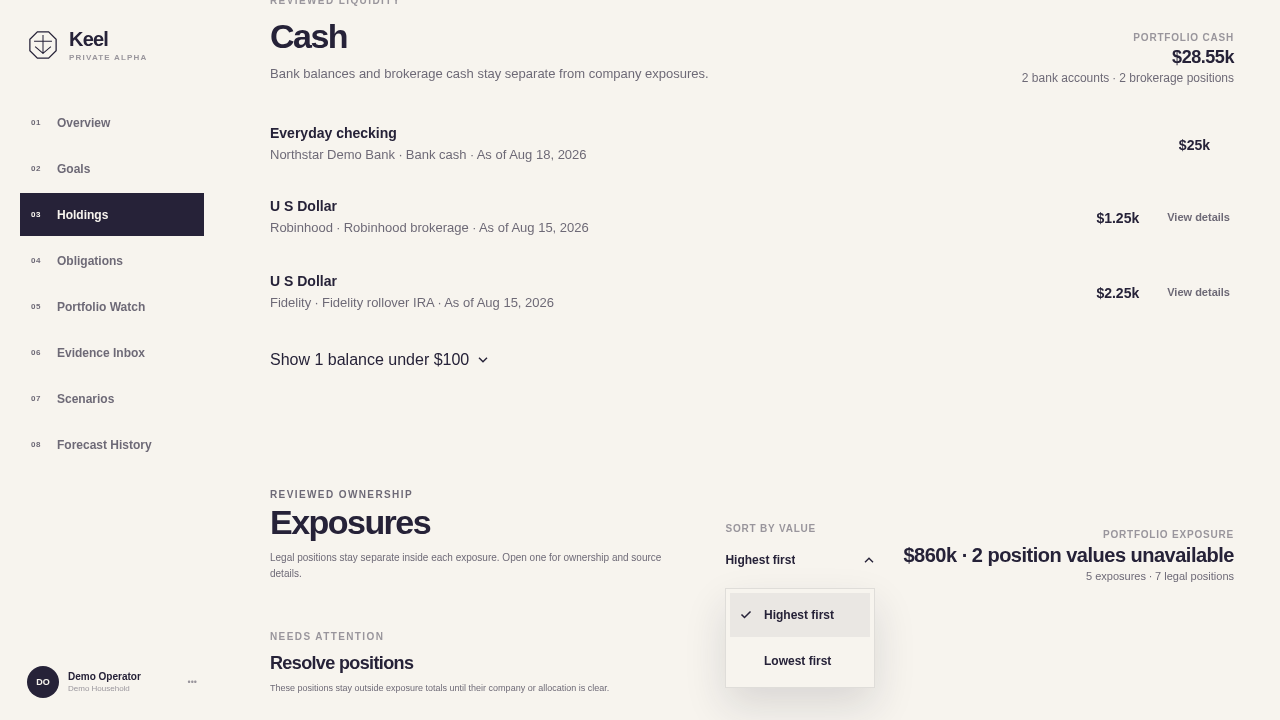 Keel
PRIVATE ALPHA
01 Overview
02 Goals
03 Holdings
04 Obligations
05 Portfolio Watch
06 Evidence Inbox
07 Scenarios
08 Forecast History
DO
Demo Operator
Demo Household
•••
REVIEWED LIQUIDITY
Cash
Bank balances and brokerage cash stay separate from company exposures.
PORTFOLIO CASH
$28.55k
2 bank accounts · 2 brokerage positions
Everyday checking
Northstar Demo Bank · Bank cash · As of Aug 18, 2026
$25k
U S Dollar
Robinhood · Robinhood brokerage · As of Aug 15, 2026
$1.25k View details
U S Dollar
Fidelity · Fidelity rollover IRA · As of Aug 15, 2026
$2.25k View details
Show 1 balance under $100
REVIEWED OWNERSHIP
Exposures
Legal positions stay separate inside each exposure. Open one for ownership and source
details.
SORT BY VALUE
Highest first
Highest first
Lowest first
PORTFOLIO EXPOSURE
$860k · 2 position values unavailable
5 exposures · 7 legal positions
NEEDS ATTENTION
Resolve positions
These positions stay outside exposure totals until their company or allocation is clear.